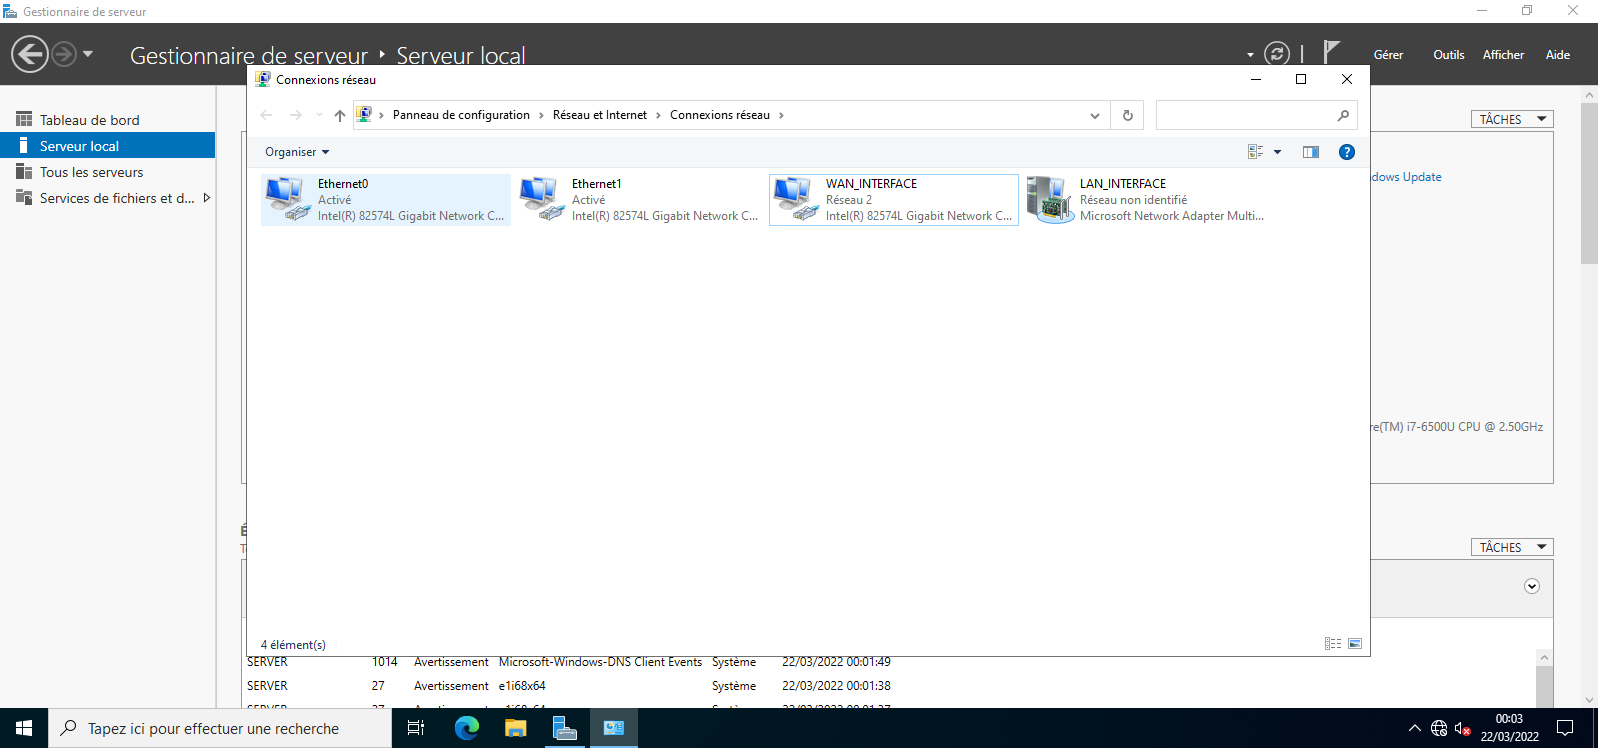 Gestionnaire de serveur
Gestionnaire de serveur ‣ Serveur local
Gérer Outils Afficher Aide
Connexions réseau
Panneau de configuration > Réseau et Internet > Connexions réseau >
Organiser
Tableau de bord
Serveur local
Tous les serveurs
Services de fichiers et d...
Ethernet0
Activé
Intel(R) 82574L Gigabit Network C...
Ethernet1
Activé
Intel(R) 82574L Gigabit Network C...
WAN_INTERFACE
Réseau 2
Intel(R) 82574L Gigabit Network C...
LAN_INTERFACE
Réseau non identifié
Microsoft Network Adapter Multi...
TÂCHES
dows Update
re(TM) i7-6500U CPU @ 2.50GHz
TÂCHES
4 élément(s)
SERVER 1014 Avertissement Microsoft-Windows-DNS Client Events Système 22/03/2022 00:01:49
SERVER 27 Avertissement e1i68x64 Système 22/03/2022 00:01:38
Tapez ici pour effectuer une recherche
00:03
22/03/2022